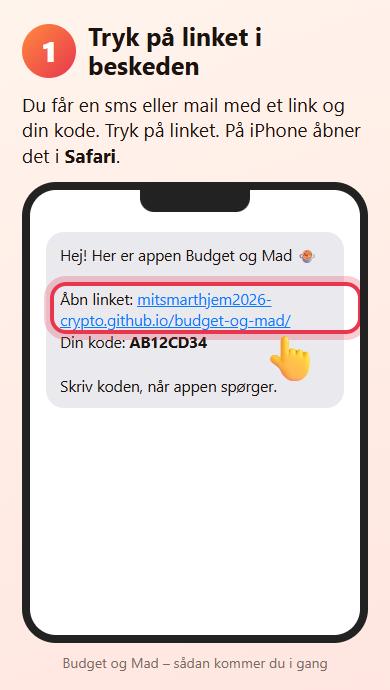 1
Tryk på linket i
beskeden
Du får en sms eller mail med et link og
din kode. Tryk på linket. På iPhone åbner
det i Safari.
Hej! Her er appen Budget og Mad
Åbn linket: mitsmarthjem2026-
crypto.github.io/budget-og-mad/
Din kode: AB12CD34
Skriv koden, når appen spørger.
Budget og Mad – sådan kommer du i gang